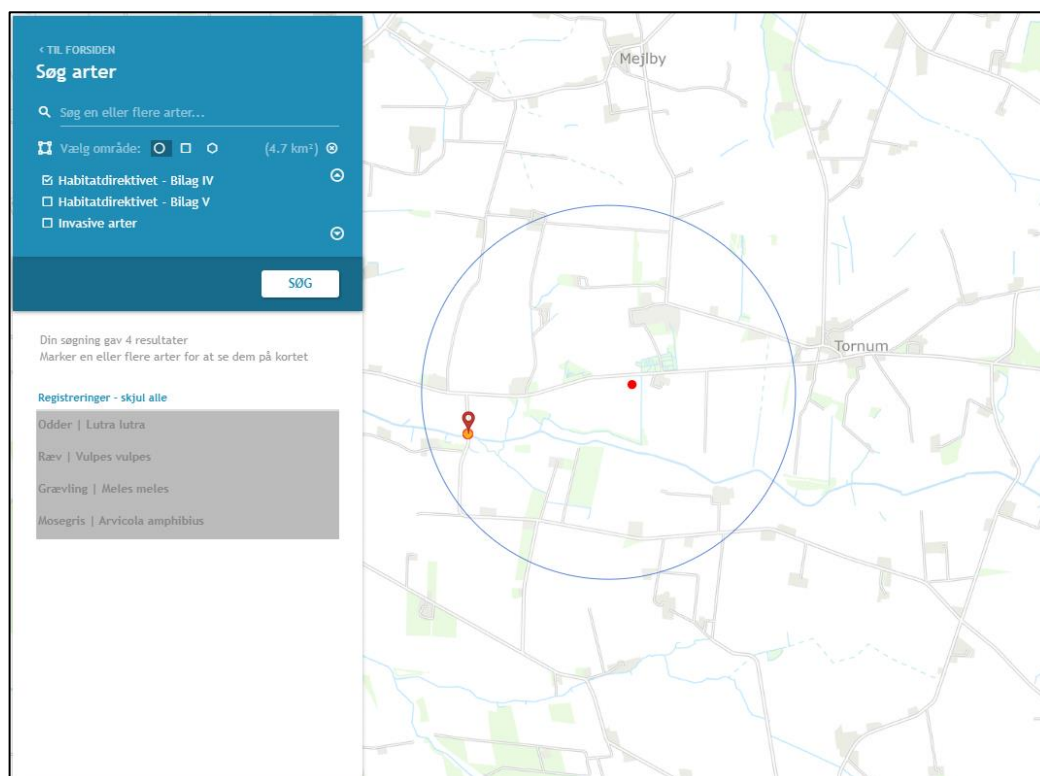 < TIL FORSIDEN
Søg arter
Søg en eller flere arter...
Vælg område: (4.7 km²)
Habitatdirektivet - Bilag IV
Habitatdirektivet - Bilag V
Invasive arter
SØG
Din søgning gav 4 resultater
Marker en eller flere arter for at se dem på kortet
Registreringer - skjul alle
Odder | Lutra lutra
Ræv | Vulpes vulpes
Grævling | Meles meles
Mosegris | Arvicola amphibius
Mejlby
Tornum